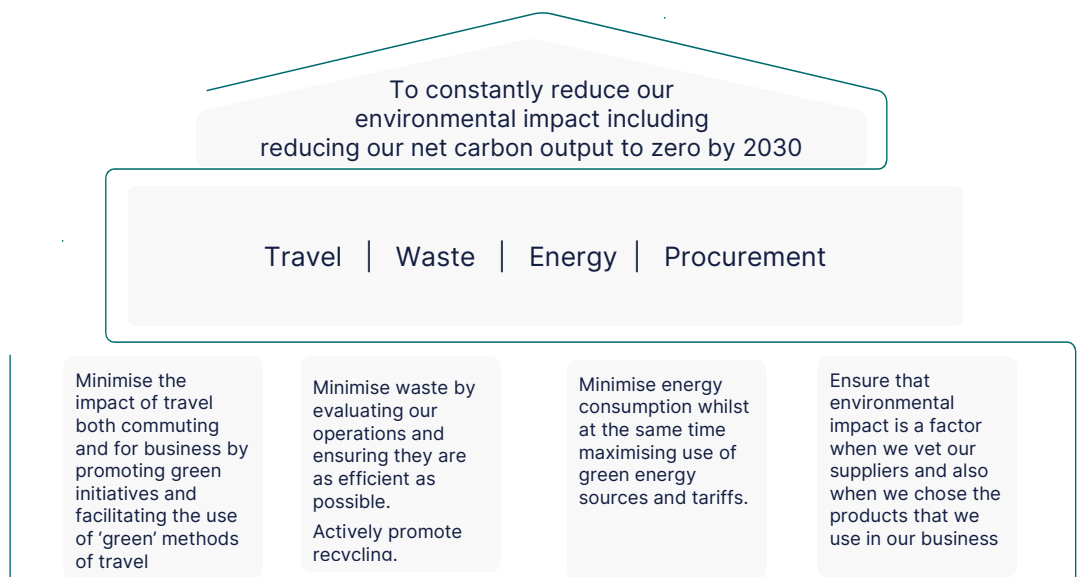 To constantly reduce our
environmental impact including
reducing our net carbon output to zero by 2030
Travel | Waste | Energy | Procurement
Minimise the
impact of travel
both commuting
and for business by
promoting green
initiatives and
facilitating the use
of ‘green’ methods
of travel
Minimise waste by
evaluating our
operations and
ensuring they are
as efficient as
possible.
Actively promote
recycling.
Minimise energy
consumption whilst
at the same time
maximising use of
green energy
sources and tariffs.
Ensure that
environmental
impact is a factor
when we vet our
suppliers and also
when we chose the
products that we
use in our business